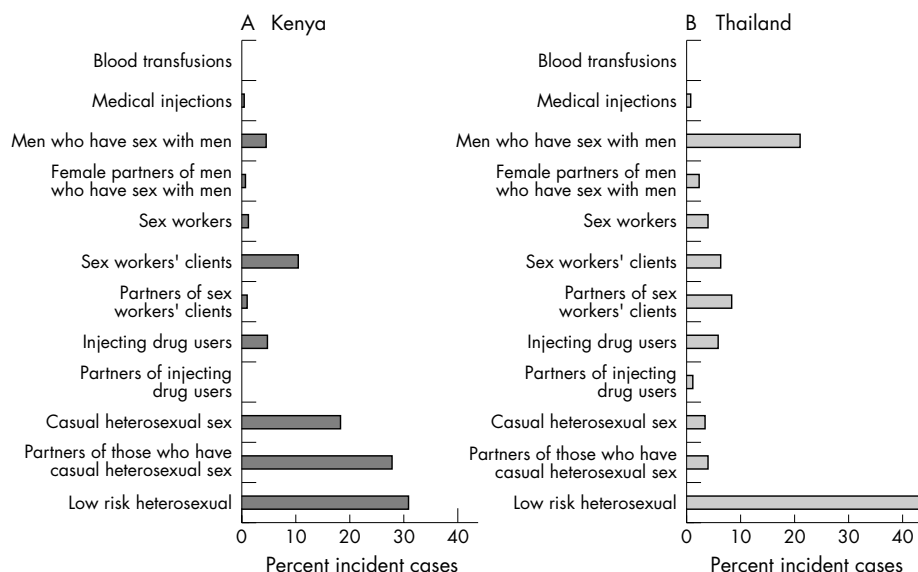 A Kenya
Blood transfusions
Medical injections
Men who have sex with men
Female partners of men
who have sex with men
Sex workers
Sex workers' clients
Partners of sex
workers' clients
Injecting drug users
Partners of injecting
drug users
Casual heterosexual sex
Partners of those who have
casual heterosexual sex
Low risk heterosexual
0 10 20 30 40
Percent incident cases
B Thailand
Blood transfusions
Medical injections
Men who have sex with men
Female partners of men
who have sex with men
Sex workers
Sex workers' clients
Partners of sex
workers' clients
Injecting drug users
Partners of injecting
drug users
Casual heterosexual sex
Partners of those who have
casual heterosexual sex
Low risk heterosexual
0 10 20 30 40
Percent incident cases